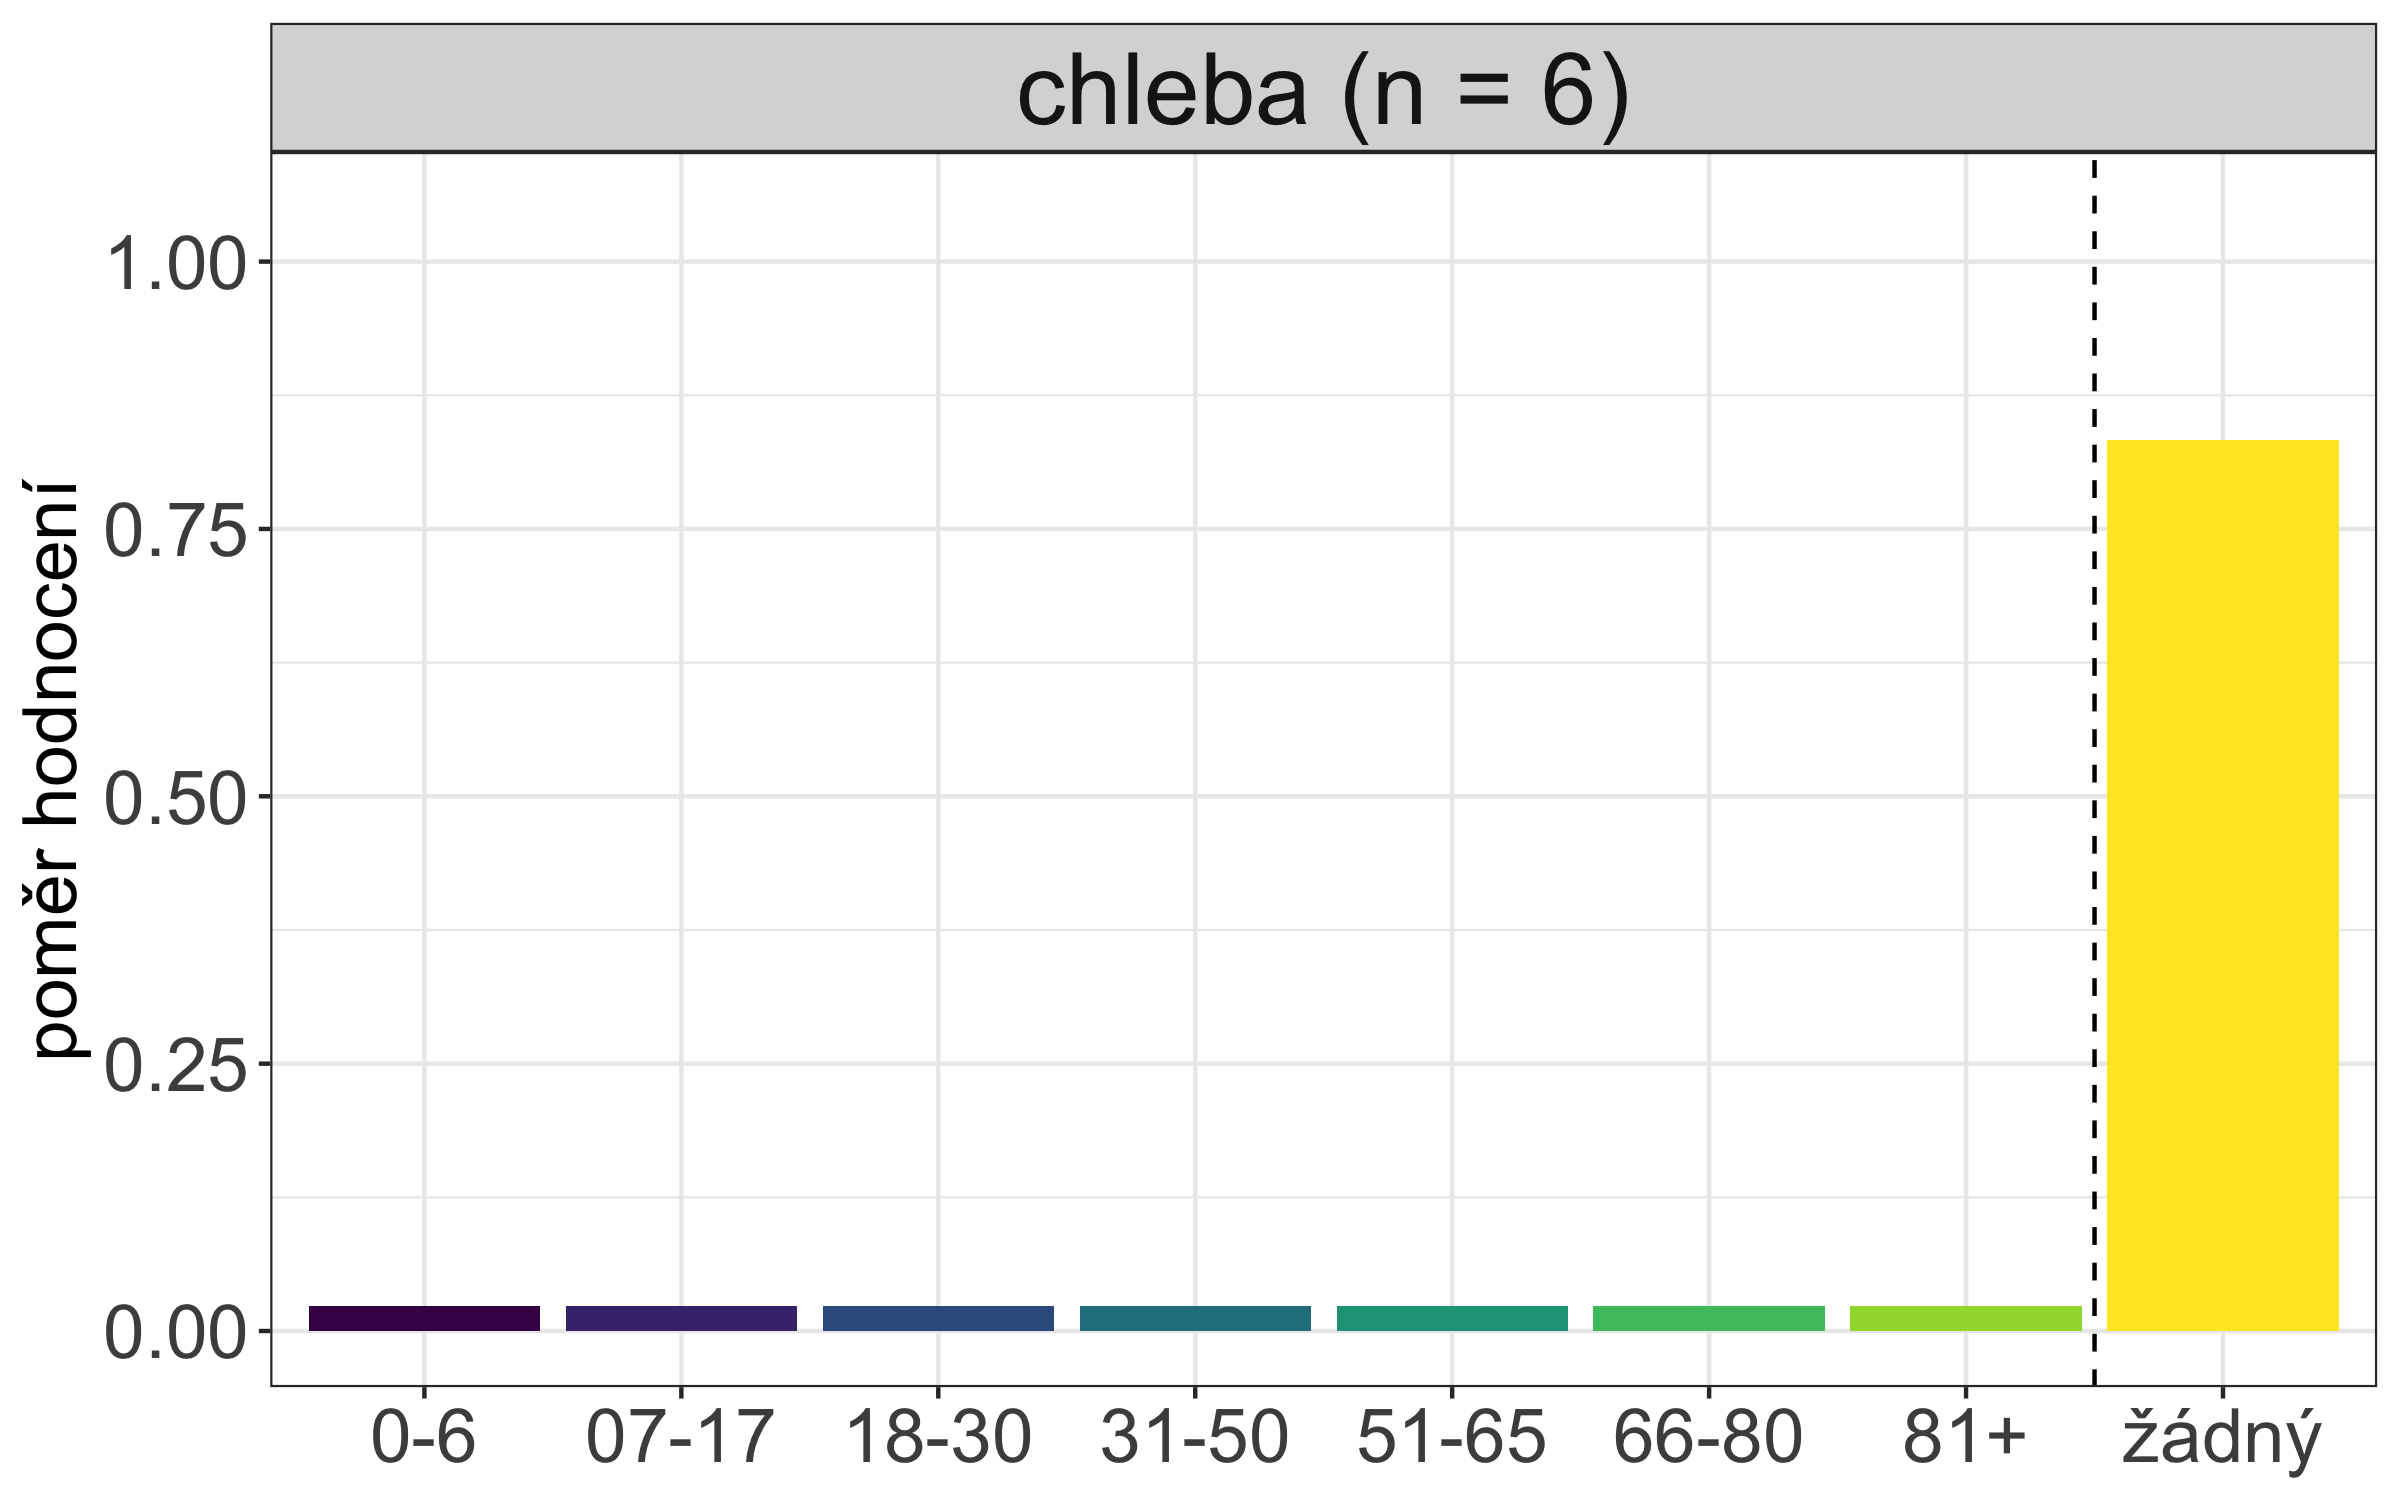 chleba (n = 6)
poměr hodnocení
1.00
0.75
0.50
0.25
0.00
0-6 07-17 18-30 31-50 51-65 66-80 81+ žádný